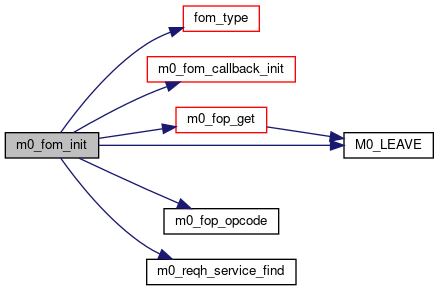 fom_type
m0_fom_callback_init
m0_fop_get
m0_fom_init
M0_LEAVE
m0_fop_opcode
m0_reqh_service_find